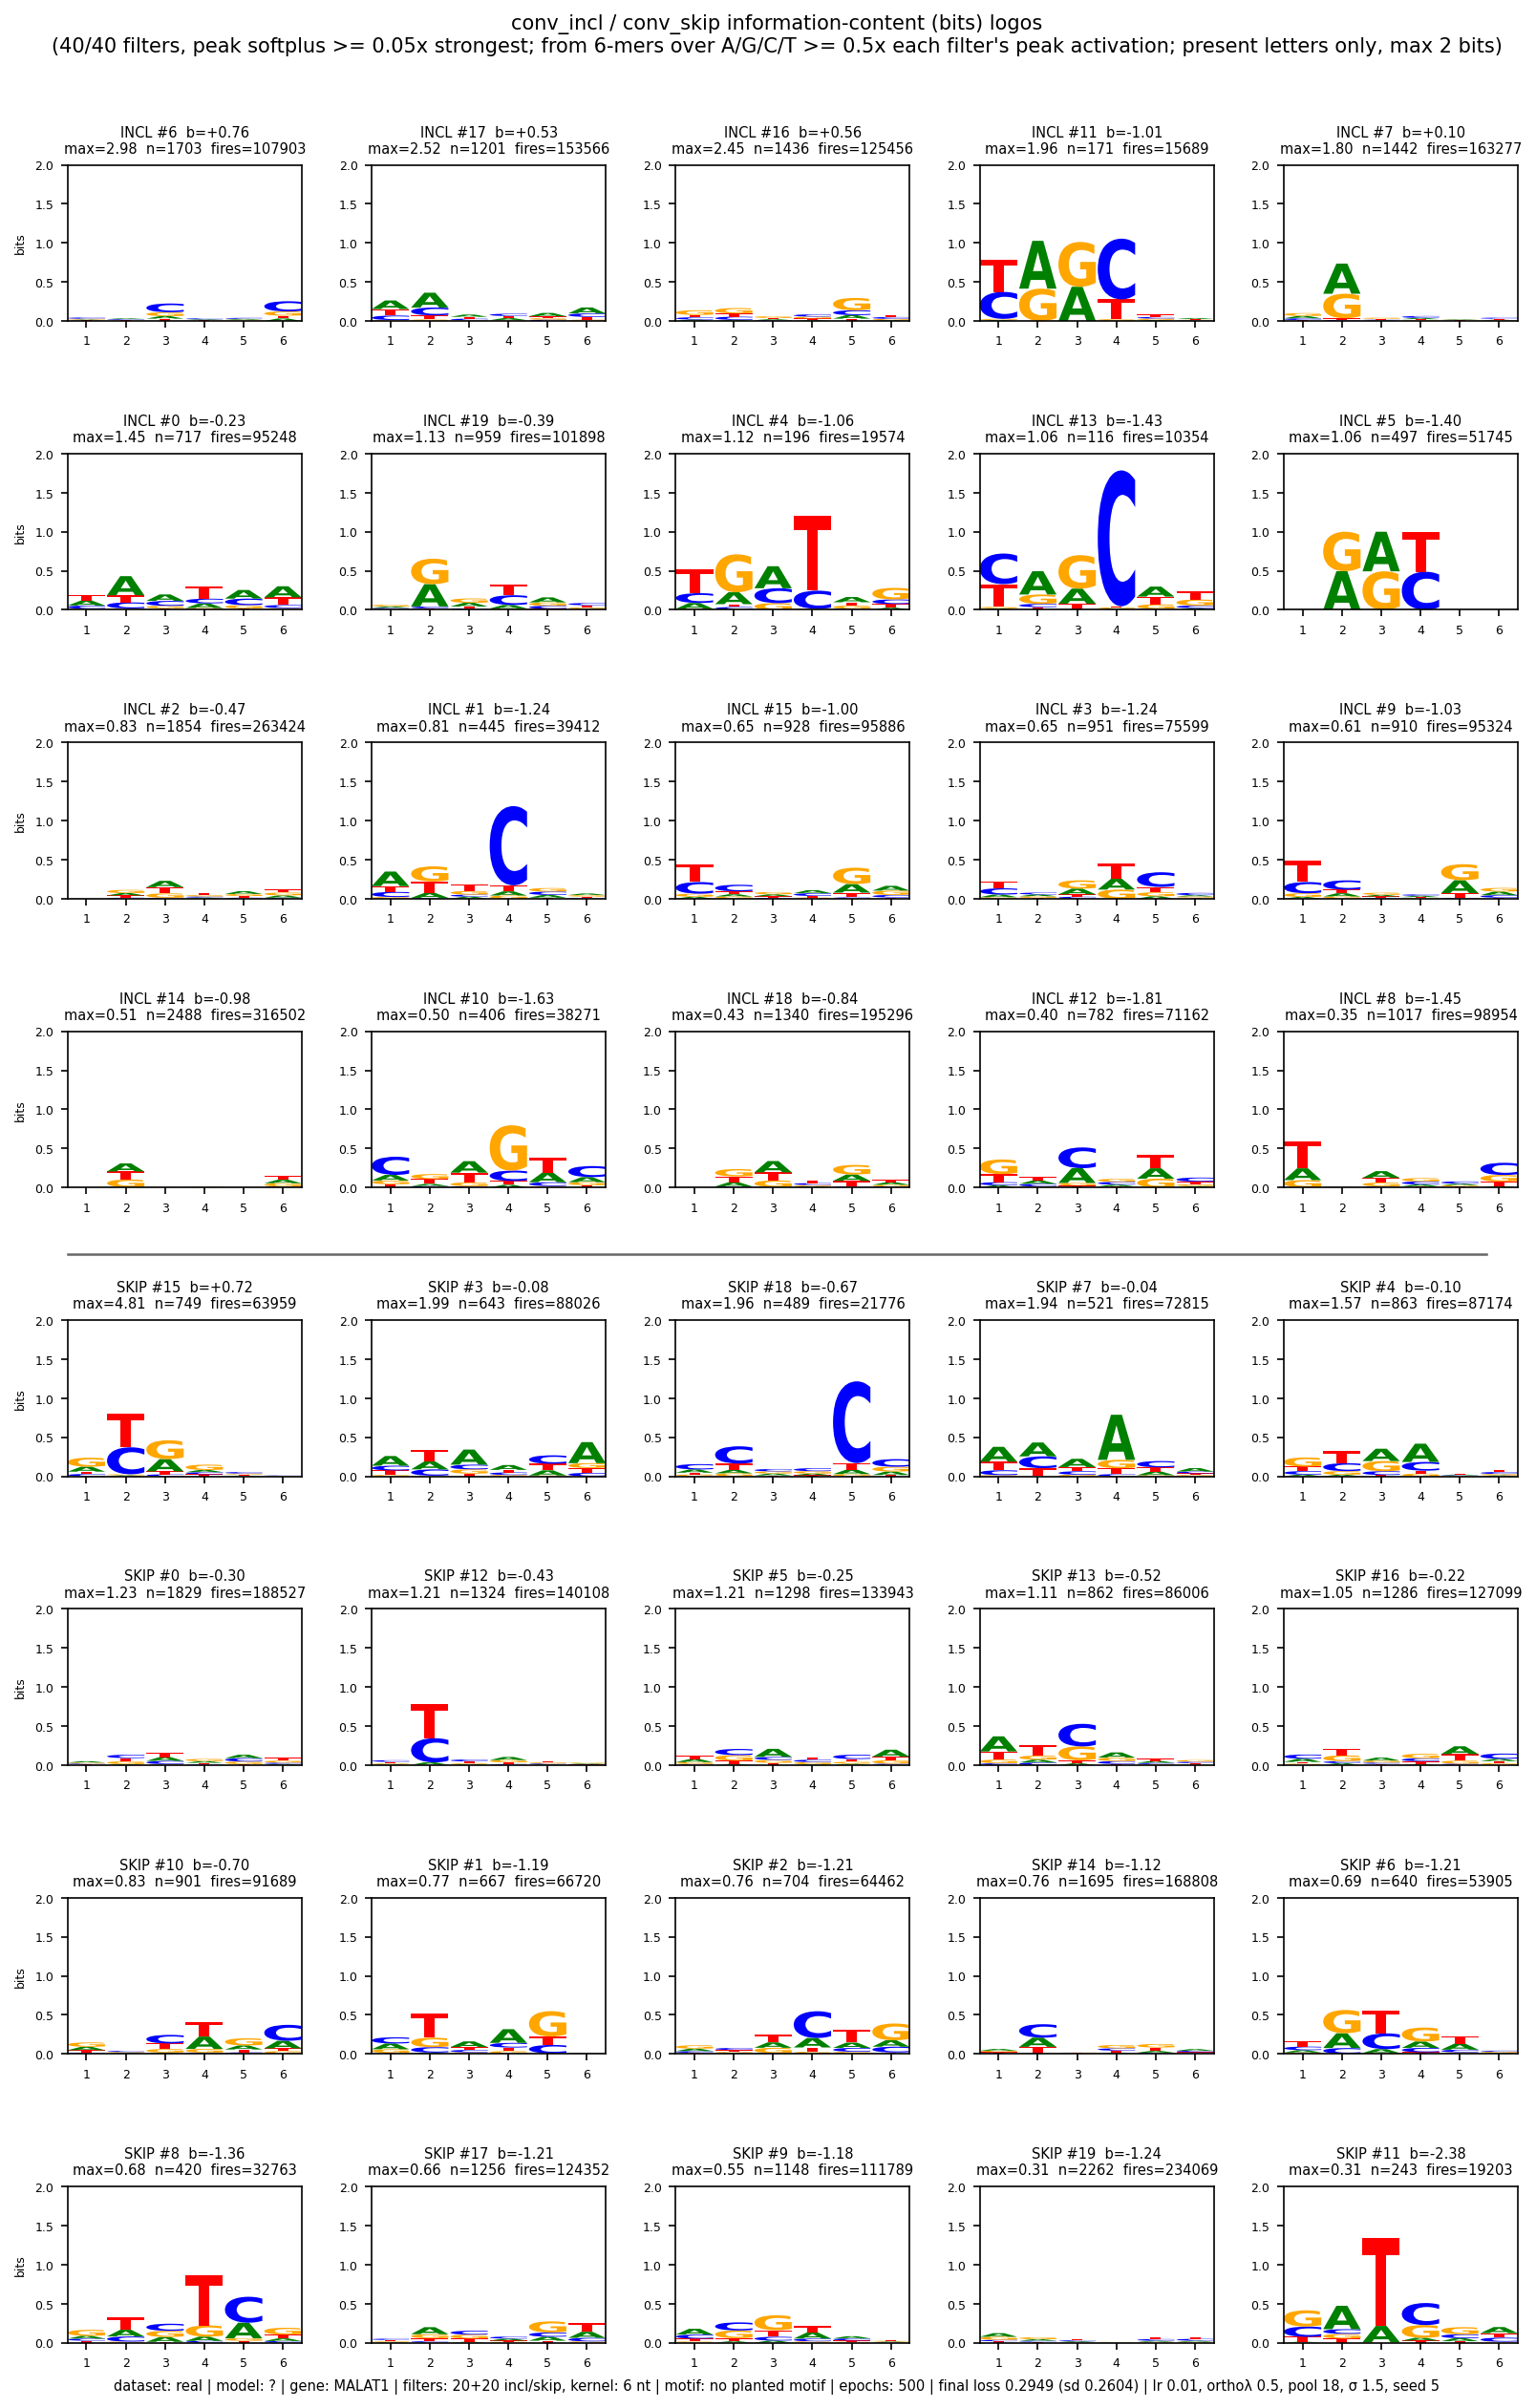 conv_incl / conv_skip information-content (bits) logos
(40/40 filters, peak softplus >= 0.05x strongest; from 6-mers over A/G/C/T >= 0.5x each filter's peak activation; present letters only, max 2 bits)
INCL #6 b=+0.76
max=2.98 n=1703 fires=107903
INCL #17 b=+0.53
max=2.52 n=1201 fires=153566
INCL #16 b=+0.56
max=2.45 n=1436 fires=125456
INCL #11 b=-1.01
max=1.96 n=171 fires=15689
INCL #7 b=+0.10
max=1.80 n=1442 fires=163277
INCL #0 b=-0.23
max=1.45 n=717 fires=95248
INCL #19 b=-0.39
max=1.13 n=959 fires=101898
INCL #4 b=-1.06
max=1.12 n=196 fires=19574
INCL #13 b=-1.43
max=1.06 n=116 fires=10354
INCL #5 b=-1.40
max=1.06 n=497 fires=51745
INCL #2 b=-0.47
max=0.83 n=1854 fires=263424
INCL #1 b=-1.24
max=0.81 n=445 fires=39412
INCL #15 b=-1.00
max=0.65 n=928 fires=95886
INCL #3 b=-1.24
max=0.65 n=951 fires=75599
INCL #9 b=-1.03
max=0.61 n=910 fires=95324
INCL #14 b=-0.98
max=0.51 n=2488 fires=316502
INCL #10 b=-1.63
max=0.50 n=406 fires=38271
INCL #18 b=-0.84
max=0.43 n=1340 fires=195296
INCL #12 b=-1.81
max=0.40 n=782 fires=71162
INCL #8 b=-1.45
max=0.35 n=1017 fires=98954
SKIP #15 b=+0.72
max=4.81 n=749 fires=63959
SKIP #3 b=-0.08
max=1.99 n=643 fires=88026
SKIP #18 b=-0.67
max=1.96 n=489 fires=21776
SKIP #7 b=-0.04
max=1.94 n=521 fires=72815
SKIP #4 b=-0.10
max=1.57 n=863 fires=87174
SKIP #0 b=-0.30
max=1.23 n=1829 fires=188527
SKIP #12 b=-0.43
max=1.21 n=1324 fires=140108
SKIP #5 b=-0.25
max=1.21 n=1298 fires=133943
SKIP #13 b=-0.52
max=1.11 n=862 fires=86006
SKIP #16 b=-0.22
max=1.05 n=1286 fires=127099
SKIP #10 b=-0.70
max=0.83 n=901 fires=91689
SKIP #1 b=-1.19
max=0.77 n=667 fires=66720
SKIP #2 b=-1.21
max=0.76 n=704 fires=64462
SKIP #14 b=-1.12
max=0.76 n=1695 fires=168808
SKIP #6 b=-1.21
max=0.69 n=640 fires=53905
SKIP #8 b=-1.36
max=0.68 n=420 fires=32763
SKIP #17 b=-1.21
max=0.66 n=1256 fires=124352
SKIP #9 b=-1.18
max=0.55 n=1148 fires=111789
SKIP #19 b=-1.24
max=0.31 n=2262 fires=234069
SKIP #11 b=-2.38
max=0.31 n=243 fires=19203
dataset: real | model: ? | gene: MALAT1 | filters: 20+20 incl/skip, kernel: 6 nt | motif: no planted motif | epochs: 500 | final loss 0.2949 (sd 0.2604) | lr 0.01, orthoλ 0.5, pool 18, σ 1.5, seed 5